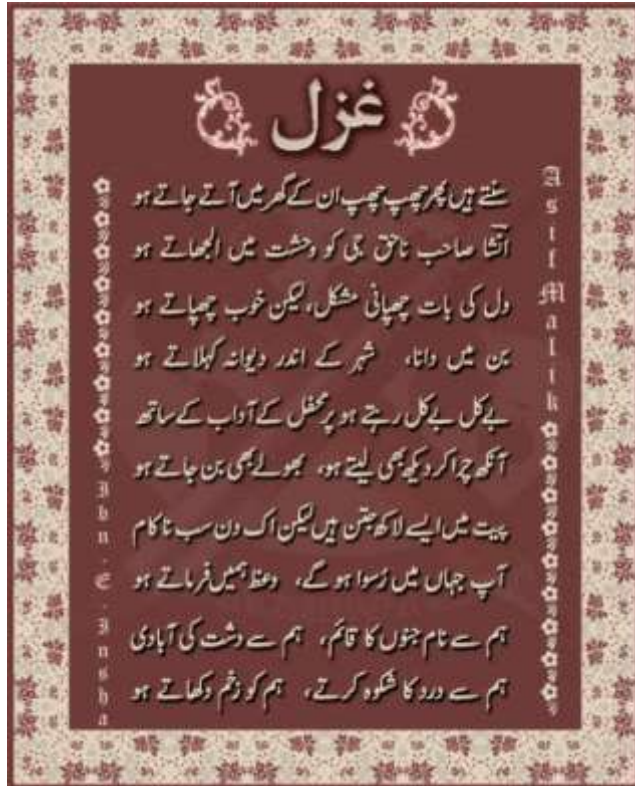 غزل
سنتے ہیں پھر چھپ چھپ ان کے گھر میں آتے جاتے ہو
انشا صاحب ناحق جی کو وحشت میں الجھاتے ہو
دل کی بات چھپانی مشکل، لیکن خوب چھپاتے ہو
بن میں دانا، شہر کے اندر دیوانہ کہلاتے ہو
بے کل بے کل رہتے ہو پر محفل کے آداب کے ساتھ
آنکھ چرا کر دیکھ بھی لیتے ہو، بھولے بھی بن جاتے ہو
پیت میں ایسے لاکھ جتن ہیں لیکن اک دن سب ناکام
آپ جہاں میں رُسوا ہو گے، وعظ ہمیں فرماتے ہو
ہم سے نام جنوں کا قائم، ہم سے دشت کی آبادی
ہم سے درد کا شکوہ کرتے، ہم کو زخم دکھاتے ہو
Asif Malik
Ibn-e-Insha